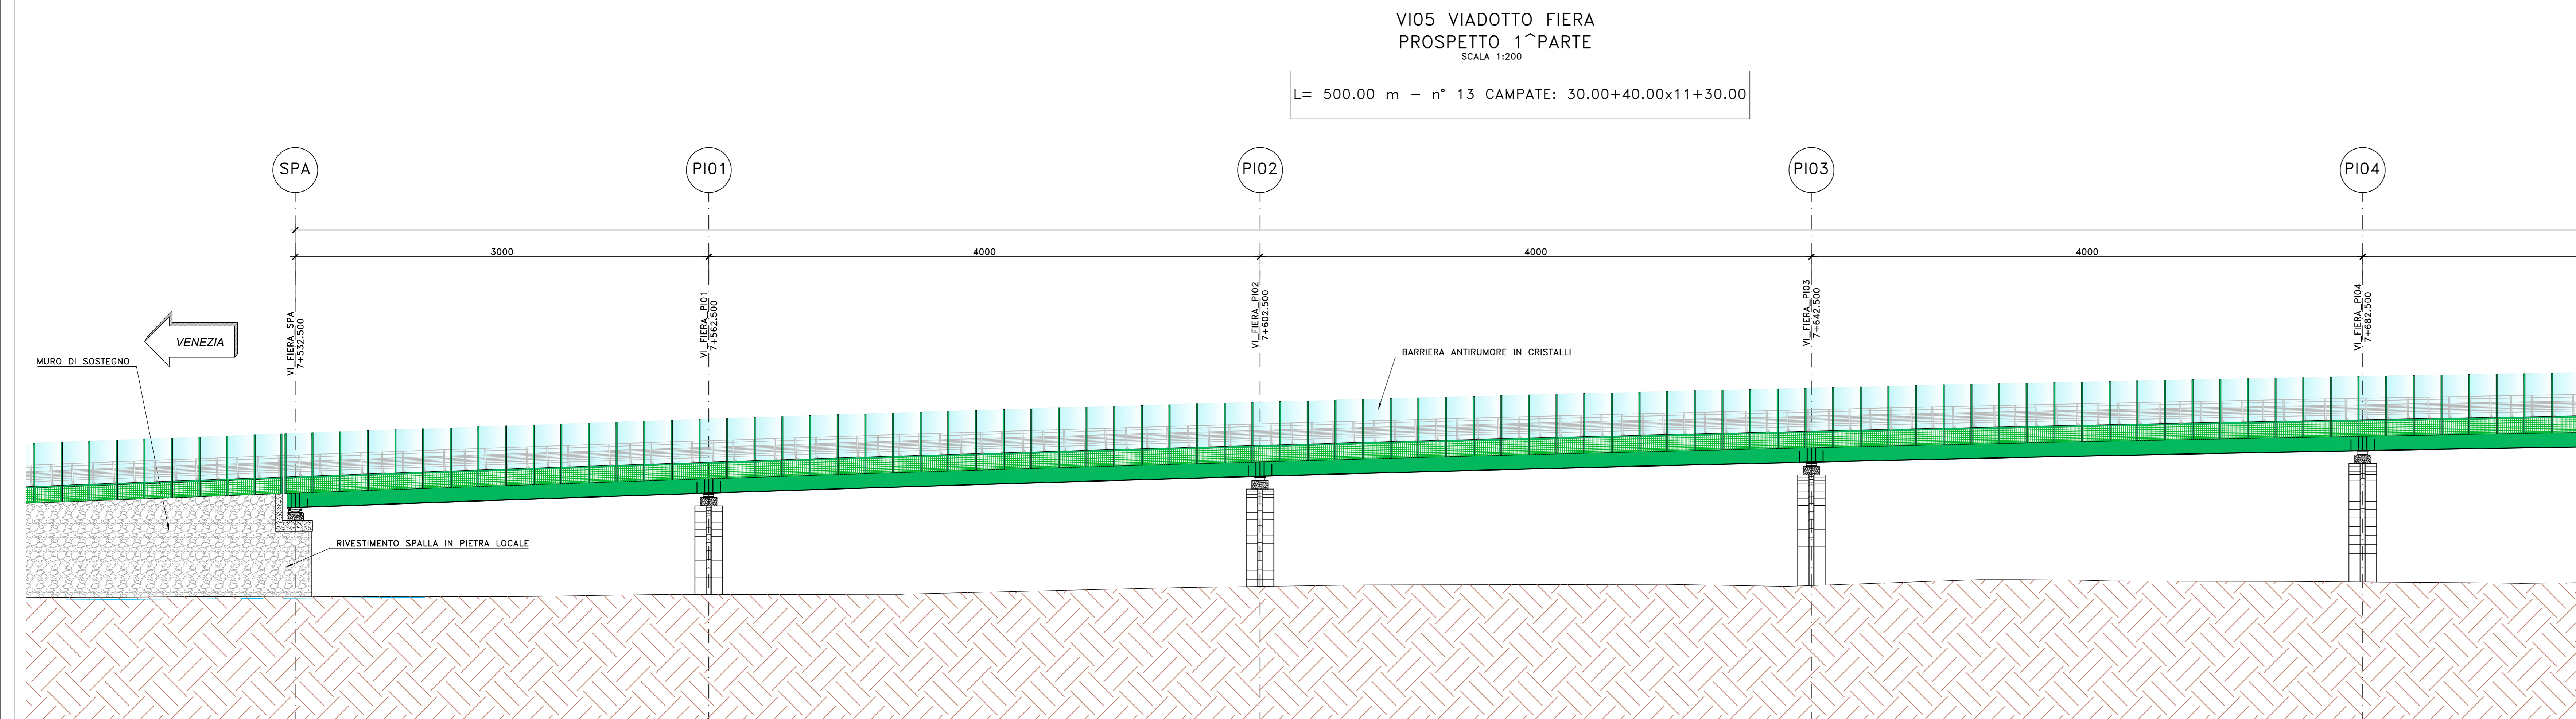 VI05 VIADOTTO FIERA
PROSPETTO 1^PARTE
SCALA 1:200
L= 500.00 m - n° 13 CAMPATE: 30.00+40.00x11+30.00
SPA
PI01
PI02
PI03
PI04
3000
4000
4000
4000
VI_FIERA_SPA
7+532.500
VI_FIERA_PI01
7+562.500
VI_FIERA_PI02
7+602.500
VI_FIERA_PI03
7+642.500
VI_FIERA_PI04
7+682.500
VENEZIA
MURO DI SOSTEGNO
BARRIERA ANTIRUMORE IN CRISTALLI
RIVESTIMENTO SPALLA IN PIETRA LOCALE